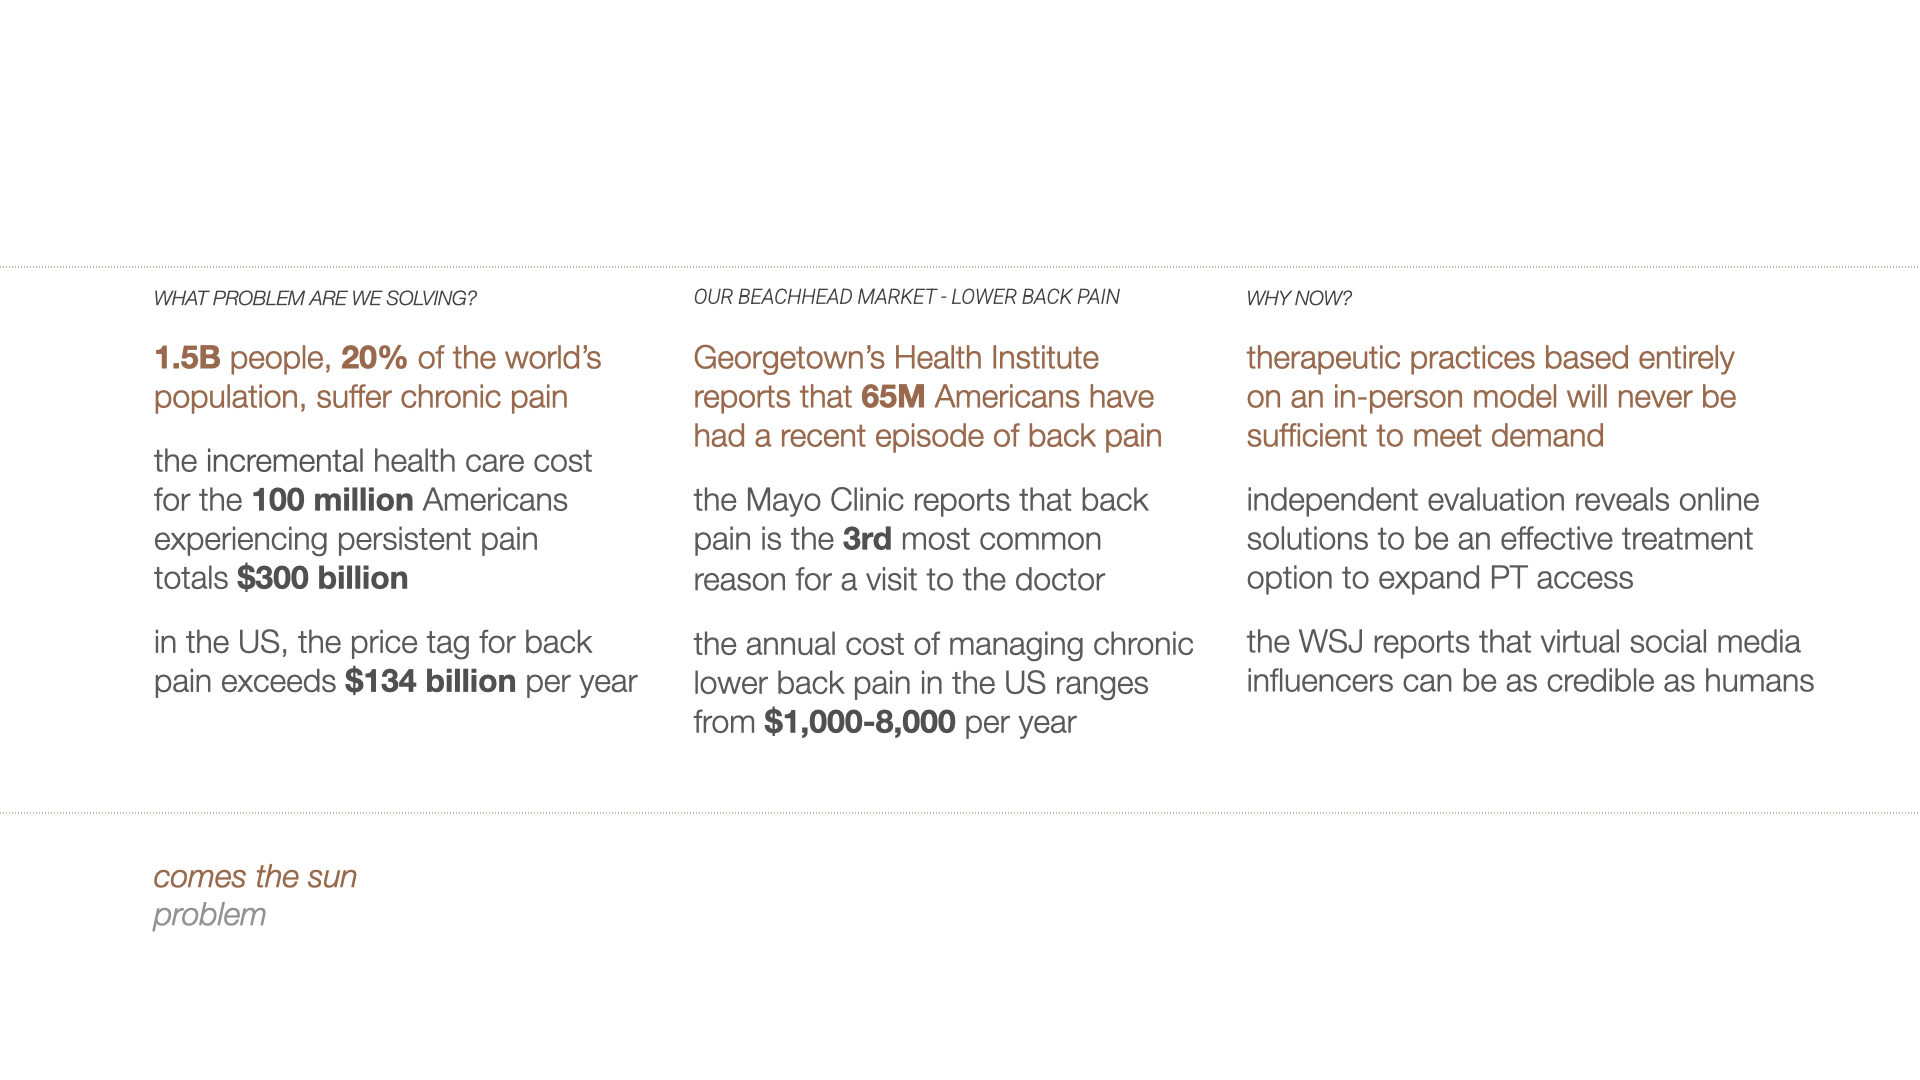 WHAT PROBLEM ARE WE SOLVING?
1.5B people, 20% of the world's
population, suffer chronic pain
the incremental health care cost
for the 100 million Americans
experiencing persistent pain
totals $300 billion
in the US, the price tag for back
pain exceeds $134 billion per year
OUR BEACHHEAD MARKET - LOWER BACK PAIN
Georgetown's Health Institute
reports that 65M Americans have
had a recent episode of back pain
the Mayo Clinic reports that back
pain is the 3rd most common
reason for a visit to the doctor
the annual cost of managing chronic
lower back pain in the US ranges
from $1,000-8,000 per year
WHY NOW?
therapeutic practices based entirely
on an in-person model will never be
sufficient to meet demand
independent evaluation reveals online
solutions to be an effective treatment
option to expand PT access
the WSJ reports that virtual social media
influencers can be as credible as humans
comes the sun
problem